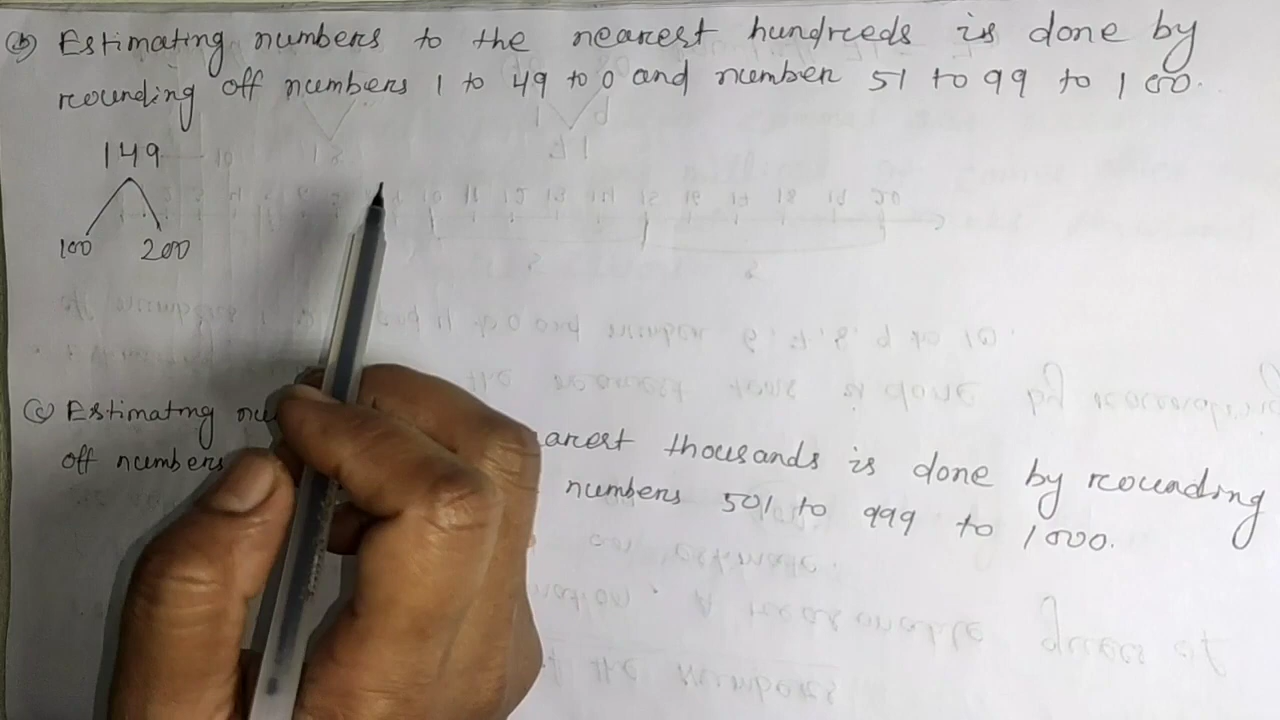 (b) Estimating numbers to the nearest hundreds is done by
rounding off numbers 1 to 49 to 0 and number 51 to 99 to 100.
149
100 200
(c) Estimating arest thousands is done by rounding
off numbers numbers 501 to 999 to 1000.